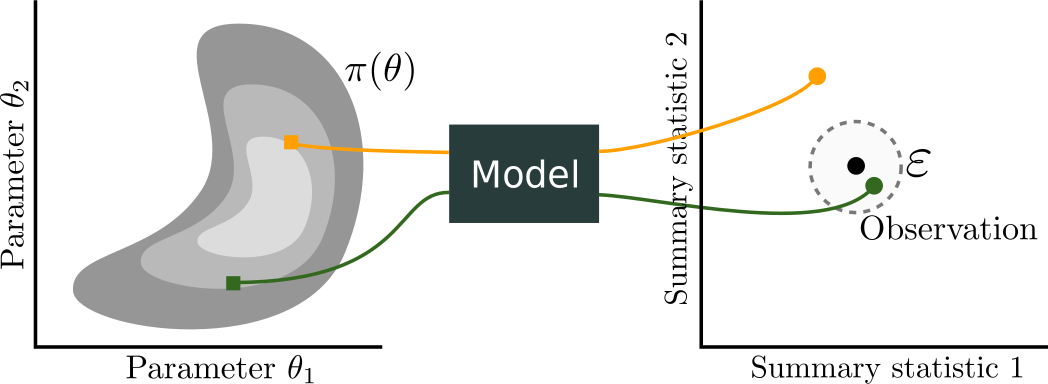 Parameter θ₂
π(θ)
Parameter θ₁
Model
Summary statistic 2
ε
Observation
Summary statistic 1